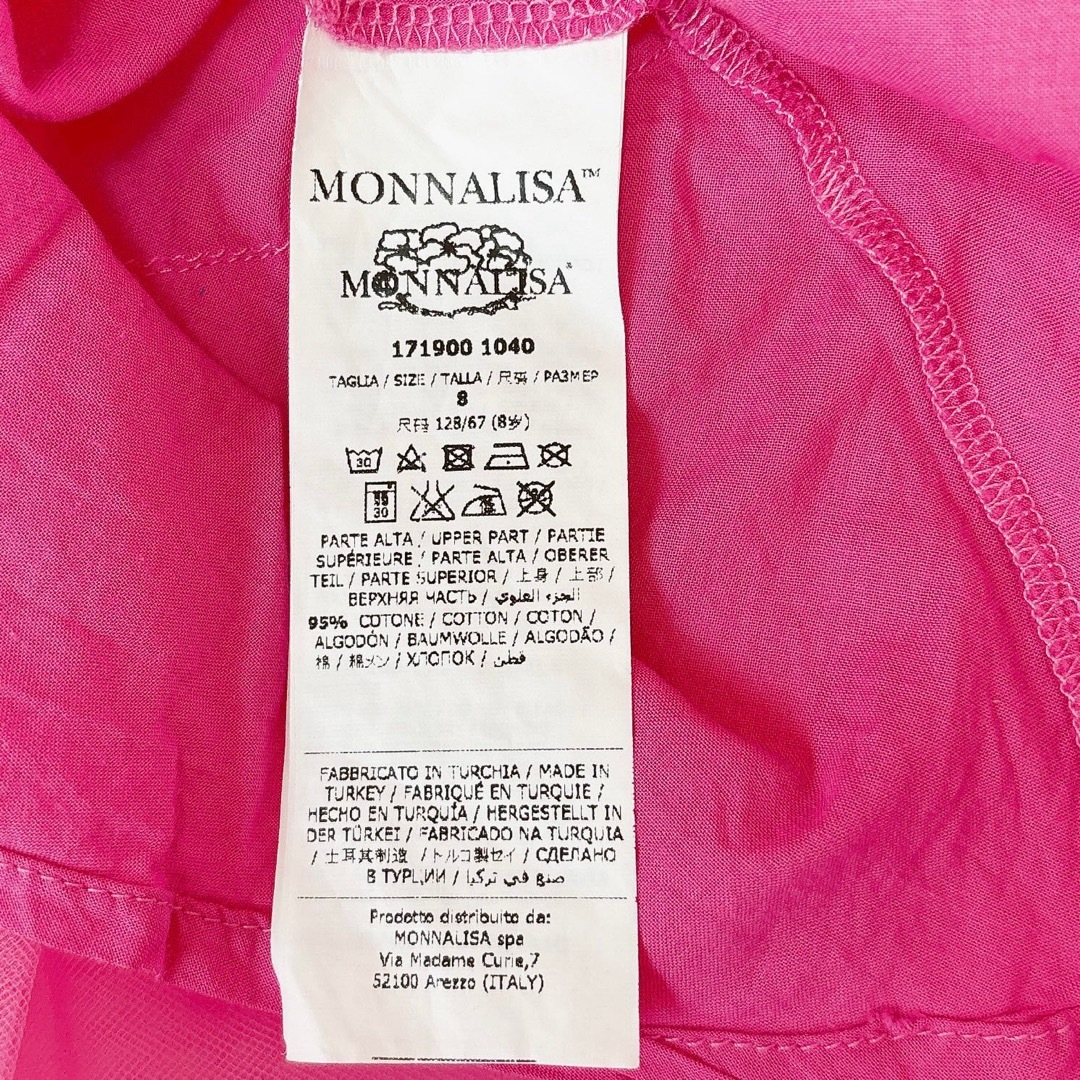 MONNALISA™
MONNALISA®
171900 1040
TAGLIA / SIZE / TALLA / 尺碼 / РАЗМЕР
8
尺码 128/67 (8岁)
30
30
PARTE ALTA / UPPER PART / PARTIE
SUPÉRIEURE / PARTE ALTA / OBERER
TEIL / PARTE SUPERIOR / 上身 / 上部 /
ВЕРХНЯЯ ЧАСТЬ / الجزء العلوي
95% COTONE / COTTON / COTON /
ALGODÓN / BAUMWOLLE / ALGODÃO /
棉 / 棉メン / ХЛОПОК / قطن
FABBRICATO IN TURCHIA / MADE IN
TURKEY / FABRIQUÉ EN TURQUIE /
HECHO EN TURQUÍA / HERGESTELLT IN
DER TÜRKEI / FABRICADO NA TURQUIA
/ 土耳其制造 / トルコ製セイ / СДЕЛАНО
В ТУРЦИИ / صنع في تركيا
Prodotto distribuito da:
MONNALISA spa
Via Madame Curie,7
52100 Arezzo (ITALY)